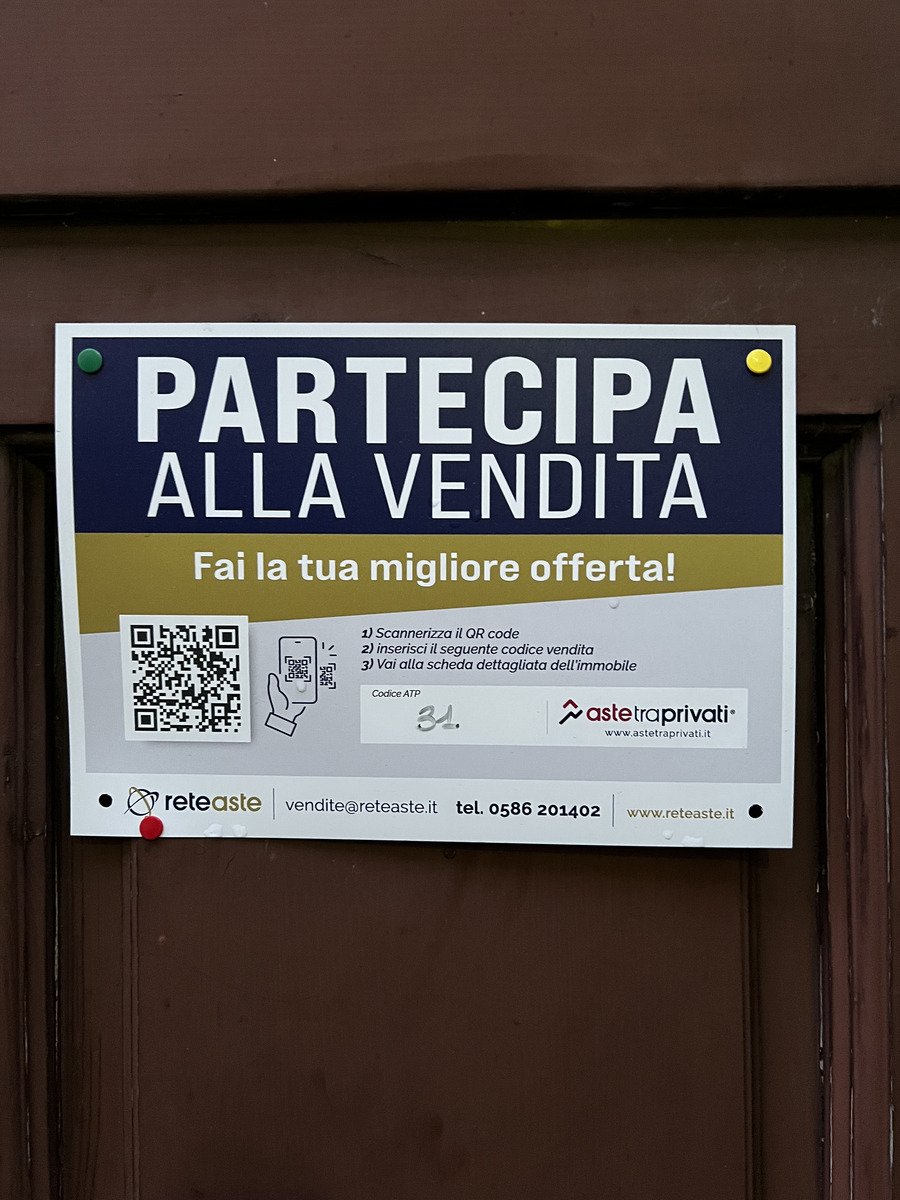 PARTECIPA
ALLA VENDITA
Fai la tua migliore offerta!
1) Scannerizza il QR code
2) inserisci il seguente codice vendita
3) Vai alla scheda dettagliata dell'immobile
Codice ATP
31
astetraprivati®
www.astetraprivati.it
reteaste
vendite@reteaste.it
tel. 0586 201402
www.reteaste.it